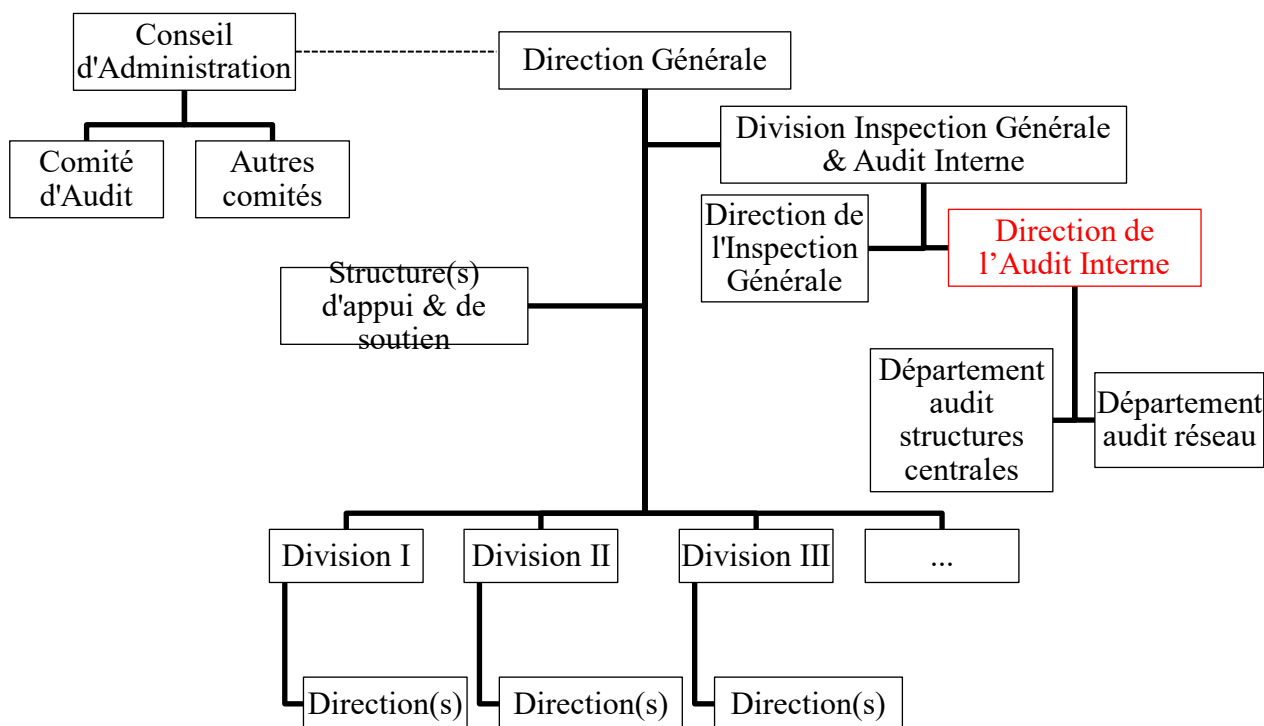 Conseil
d'Administration
Direction Générale
Division Inspection Générale
& Audit Interne
Comité
d'Audit
Autres
comités
Direction de
l'Inspection
Générale
Direction de
l’Audit Interne
Structure(s)
d'appui & de
soutien
Département
audit
structures
centrales
Département
audit réseau
Division I
Division II
Division III
...
Direction(s)
Direction(s)
Direction(s)